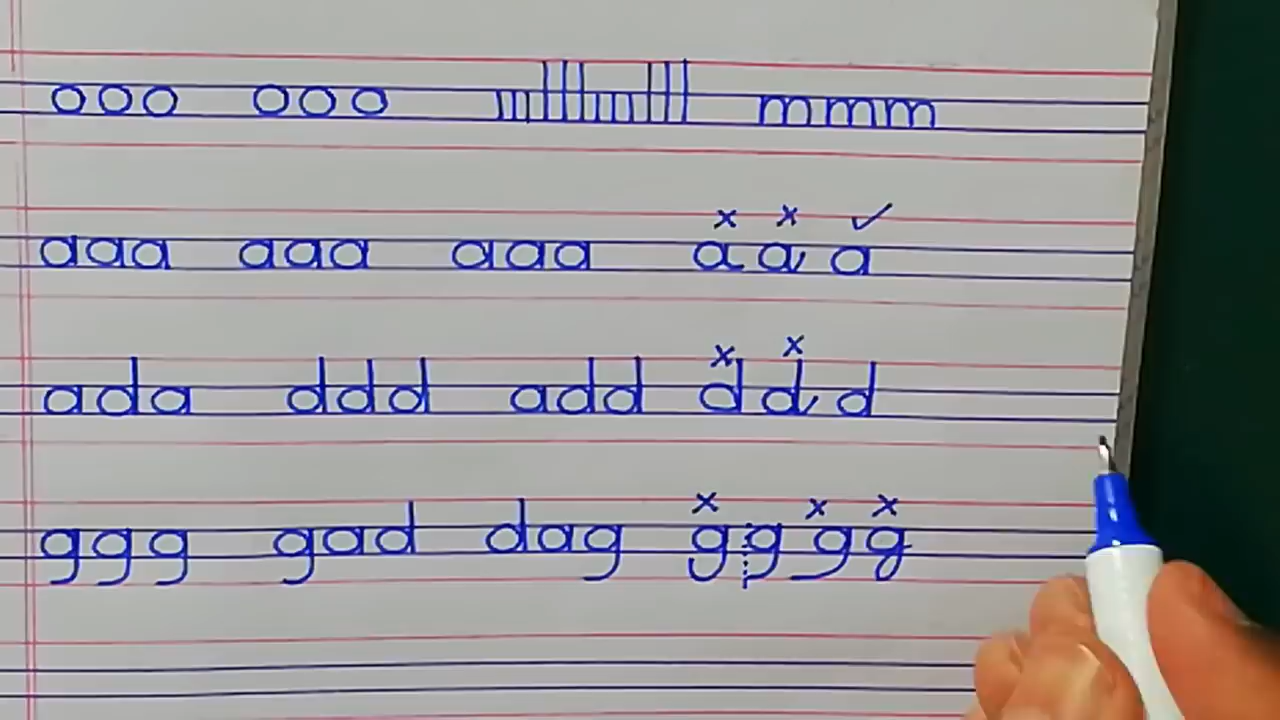 ooo ooo mmm
aaa aaa aaa x x ✓ a a a
ada ddd add x x d d d
ggg gad dag x x x g g g g